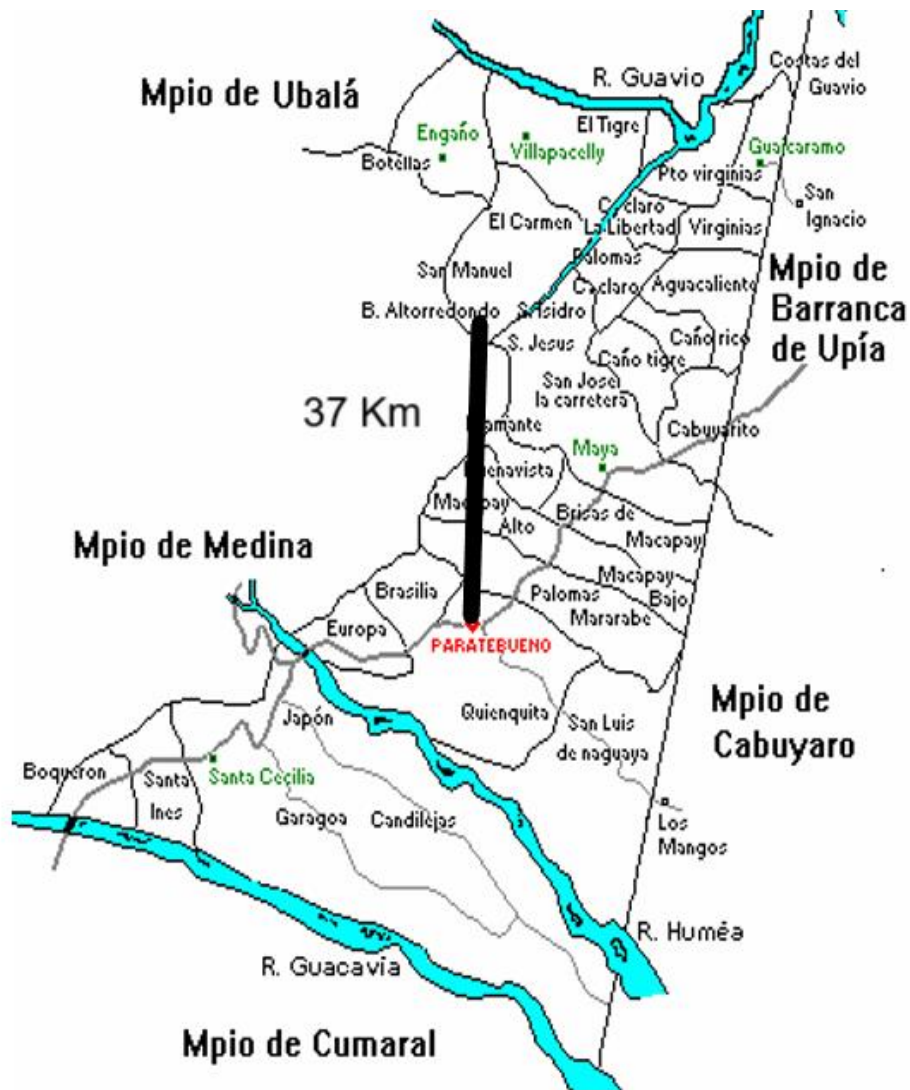 R. Guavio
Costas del
Guavio
Mpio de Ubalá
El Tigre
Engaño
Villapacelly
Guaicaramo
Botellas
Pto virginias
San
Ignacio
El Carmen
La Libertad
Virginias
Palomas
San Manuel
Aguacaliente
Mpio de
Barranca
de Upía
B. Altorredondo
S. Isidro
S. Jesus
Caño rico
Caño tigre
San Jose
la carretera
37 Km
Cabuyarito
Maya
Macapay
Alto
Brisas de
Macapay
Mpio de Medina
Macapay
Bajo
Brasilia
Palomas
Mararabe
Europa
PARATEBUENO
Quienquita
San Luis
de naguaya
Mpio de
Cabuyaro
Japón
Boqueron
Santa
Ines
Santa Cecilia
Garagoa
Candilejas
Los
Mangos
R. Huméa
R. Guacavía
Mpio de Cumaral